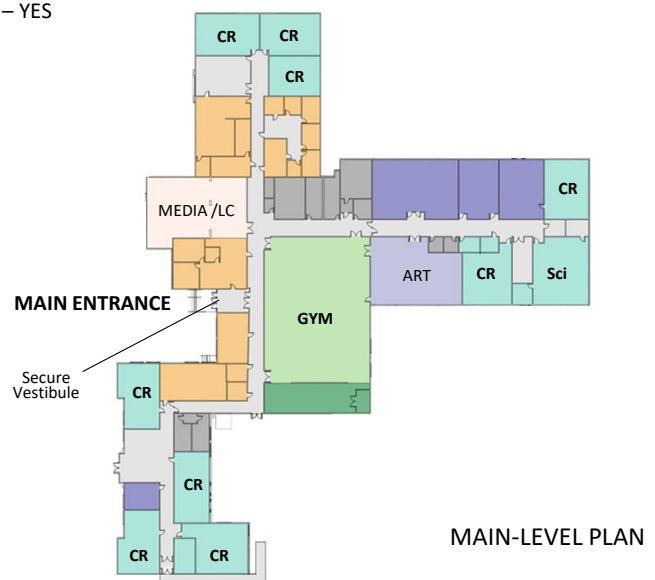 – YES
CR
CR
CR
CR
MEDIA /LC
ART
CR
Sci
MAIN ENTRANCE
GYM
Secure
Vestibule
CR
CR
CR
CR
MAIN-LEVEL PLAN